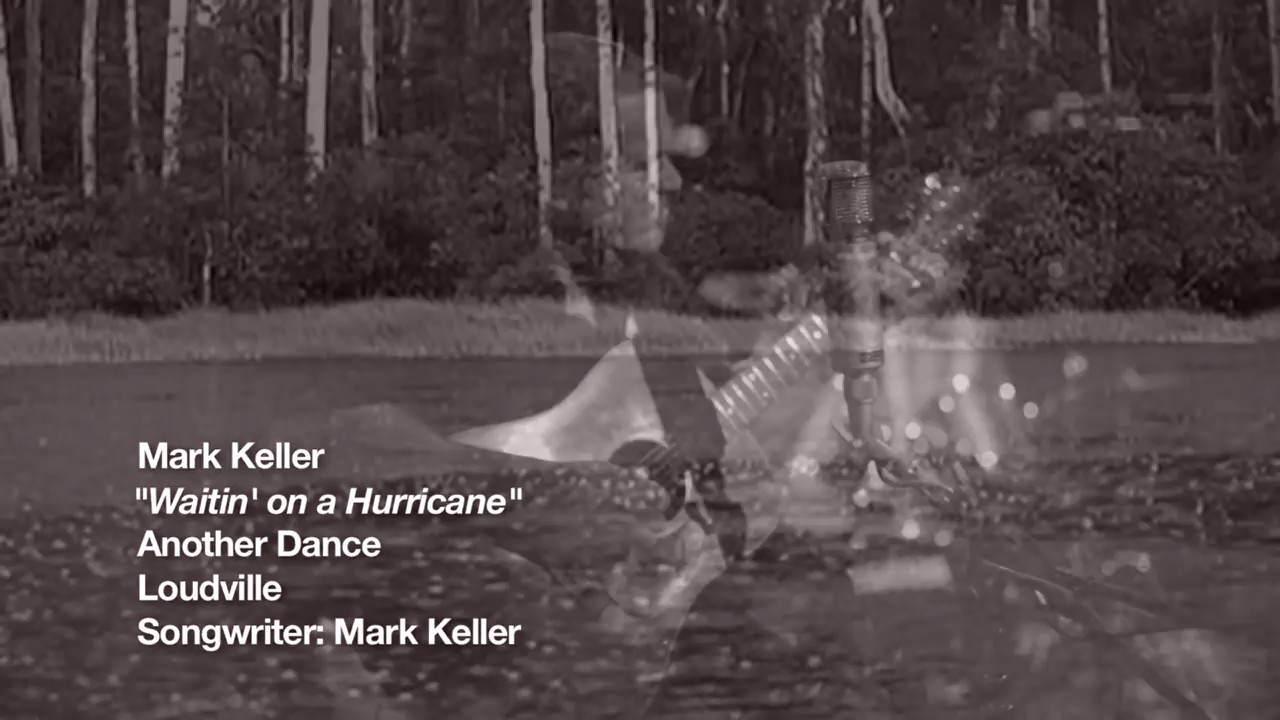 Mark Keller
"Waitin' on a Hurricane"
Another Dance
Loudville
Songwriter: Mark Keller